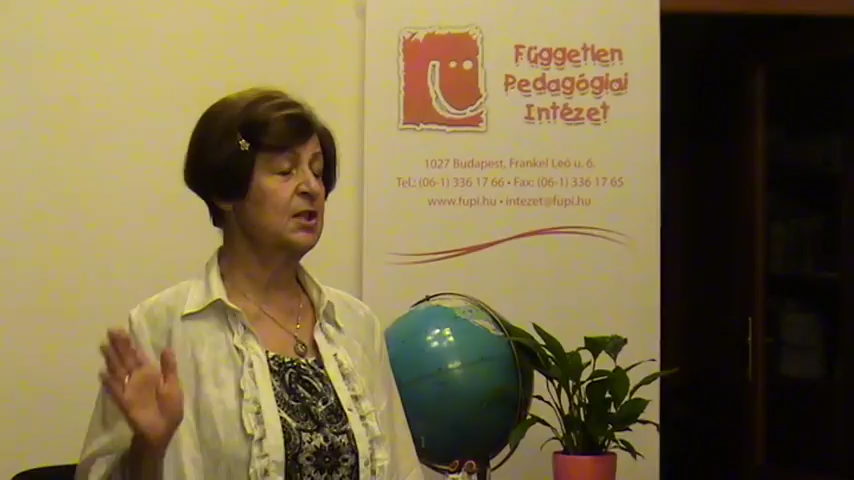 Független
Pedagógiai
Intézet
1027 Budapest, Frankel Leó u. 6.
Tel.: (06-1) 336 17 66 • Fax: (06-1) 336 17 65
www.fupi.hu • intezet@fupi.hu